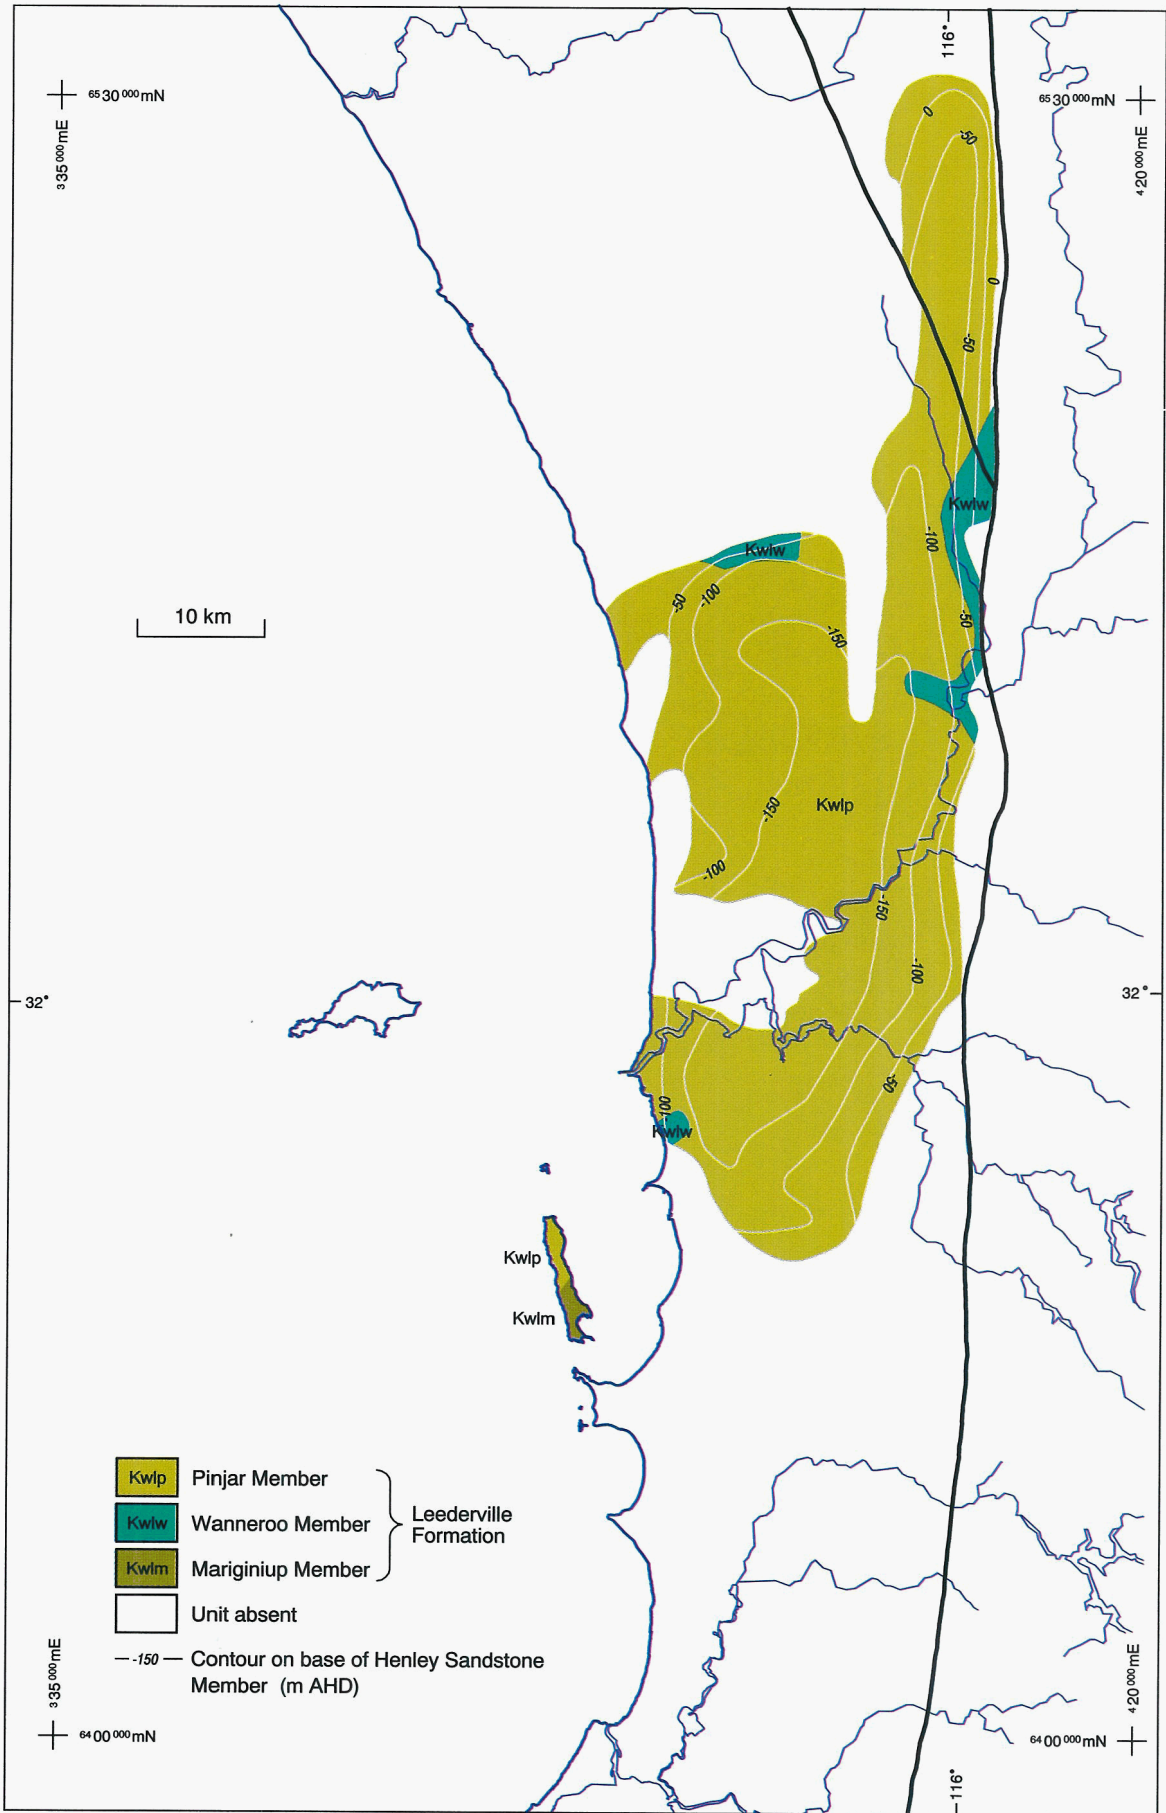 116°
6530 000mN
6530 000mN
335 000mE
420 000mE
0
-50
0
-50
Kwlw
-100
Kwlw
-50
-100
10 km
-50
-150
Kwlp
-150
-100
-150
-100
32°
32°
-50
-100
Kwlw
Kwlp
Kwlm
Kwlp Pinjar Member
Kwlw Wanneroo Member
Leederville
Formation
Kwlm Mariginiup Member
Unit absent
-150 Contour on base of Henley Sandstone
Member (m AHD)
335 000mE
420 000mE
6400 000mN
6400 000mN
116°